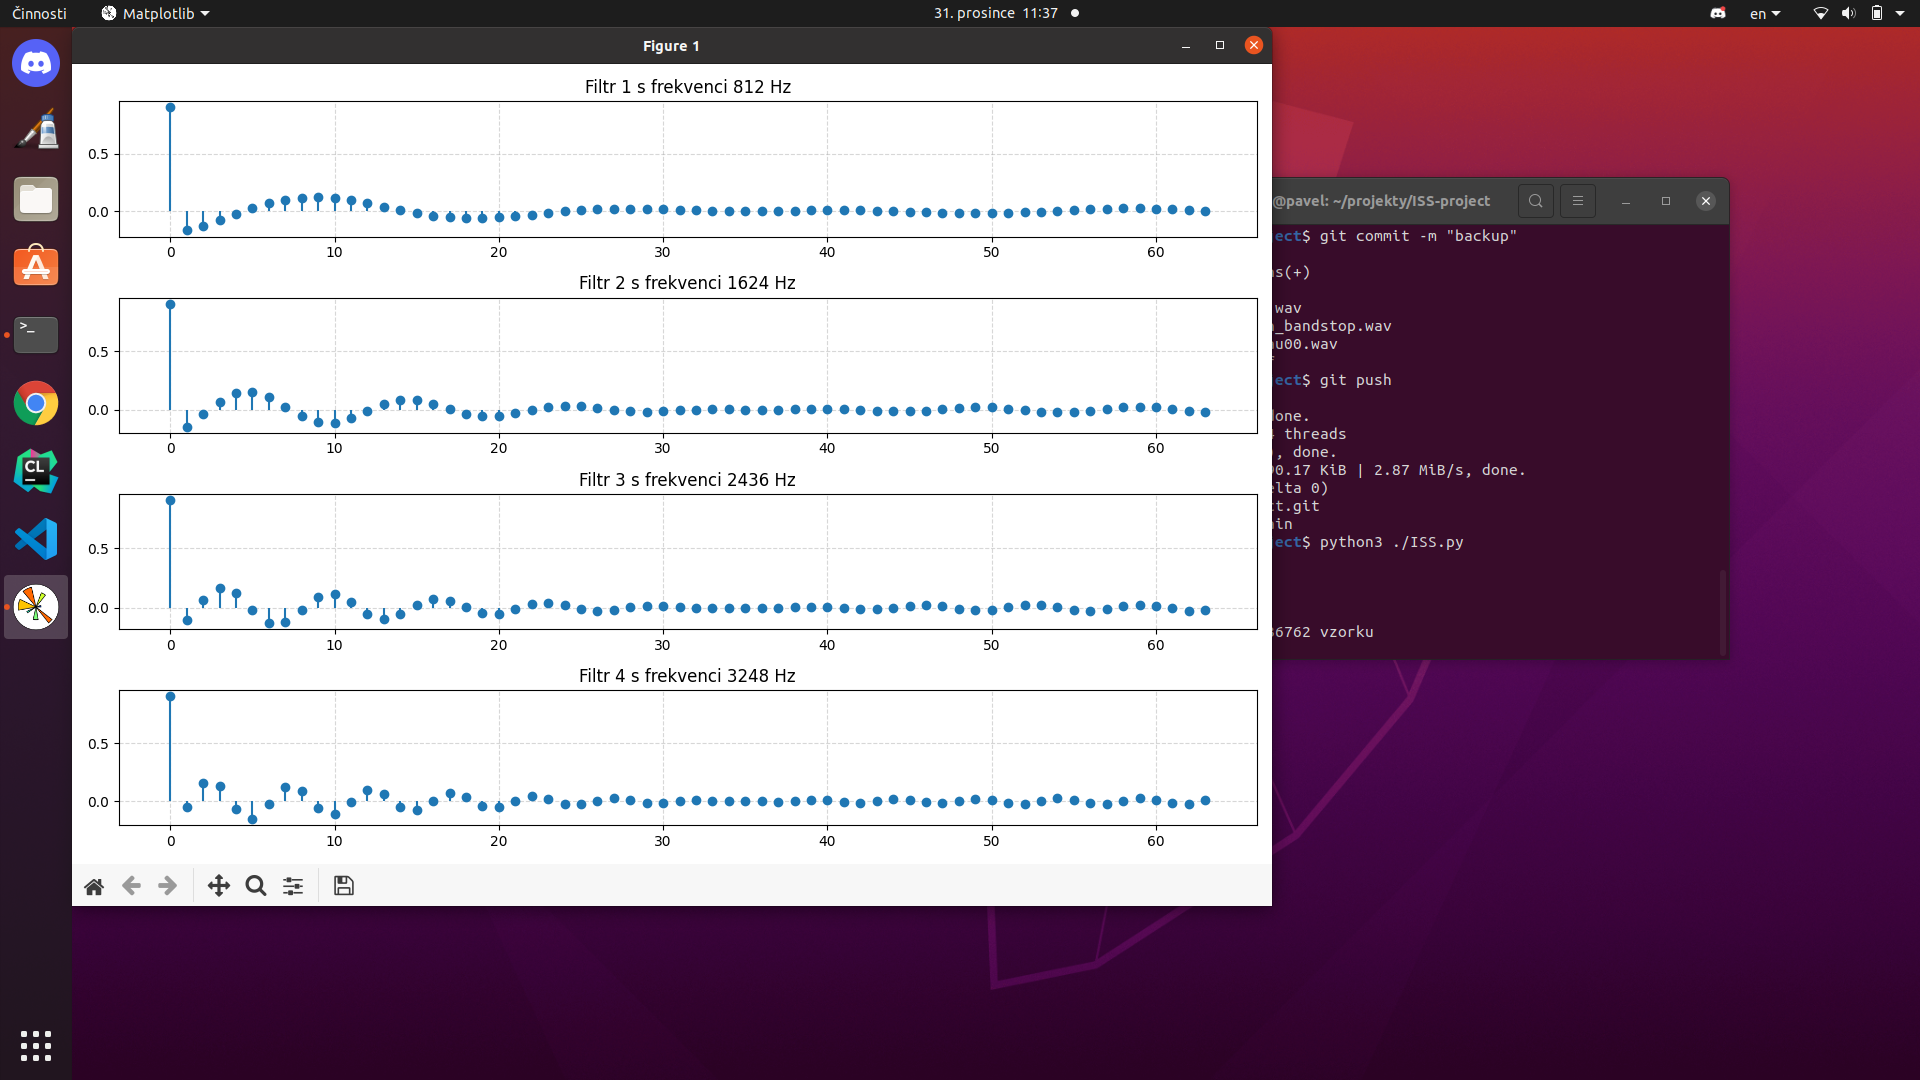 Činnosti
Matplotlib
31. prosince 11:37
en
Figure 1
Filtr 1 s frekvenci 812 Hz
0.5
0.0
0 10 20 30 40 50 60
Filtr 2 s frekvenci 1624 Hz
0.5
0.0
0 10 20 30 40 50 60
Filtr 3 s frekvenci 2436 Hz
0.5
0.0
0 10 20 30 40 50 60
Filtr 4 s frekvenci 3248 Hz
0.5
0.0
0 10 20 30 40 50 60
@pavel: ~/projekty/ISS-project
ect$ git commit -m "backup"
s(+)
wav
_bandstop.wav
u00.wav
ect$ git push
one.
threads
, done.
0.17 KiB | 2.87 MiB/s, done.
lta 0)
t.git
in
ect$ python3 ./ISS.py
6762 vzorku
>_
CL